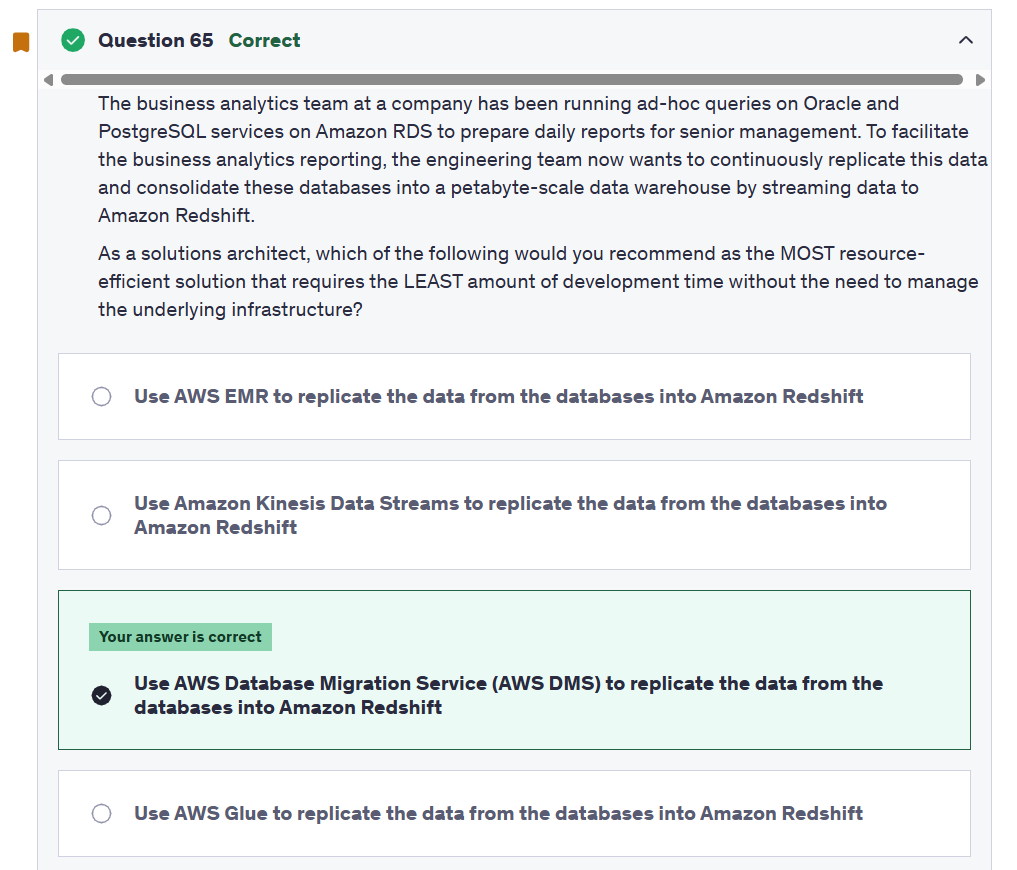 Question 65 Correct
The business analytics team at a company has been running ad-hoc queries on Oracle and
PostgreSQL services on Amazon RDS to prepare daily reports for senior management. To facilitate
the business analytics reporting, the engineering team now wants to continuously replicate this data
and consolidate these databases into a petabyte-scale data warehouse by streaming data to
Amazon Redshift.
As a solutions architect, which of the following would you recommend as the MOST resource-
efficient solution that requires the LEAST amount of development time without the need to manage
the underlying infrastructure?
Use AWS EMR to replicate the data from the databases into Amazon Redshift
Use Amazon Kinesis Data Streams to replicate the data from the databases into
Amazon Redshift
Your answer is correct
Use AWS Database Migration Service (AWS DMS) to replicate the data from the
databases into Amazon Redshift
Use AWS Glue to replicate the data from the databases into Amazon Redshift